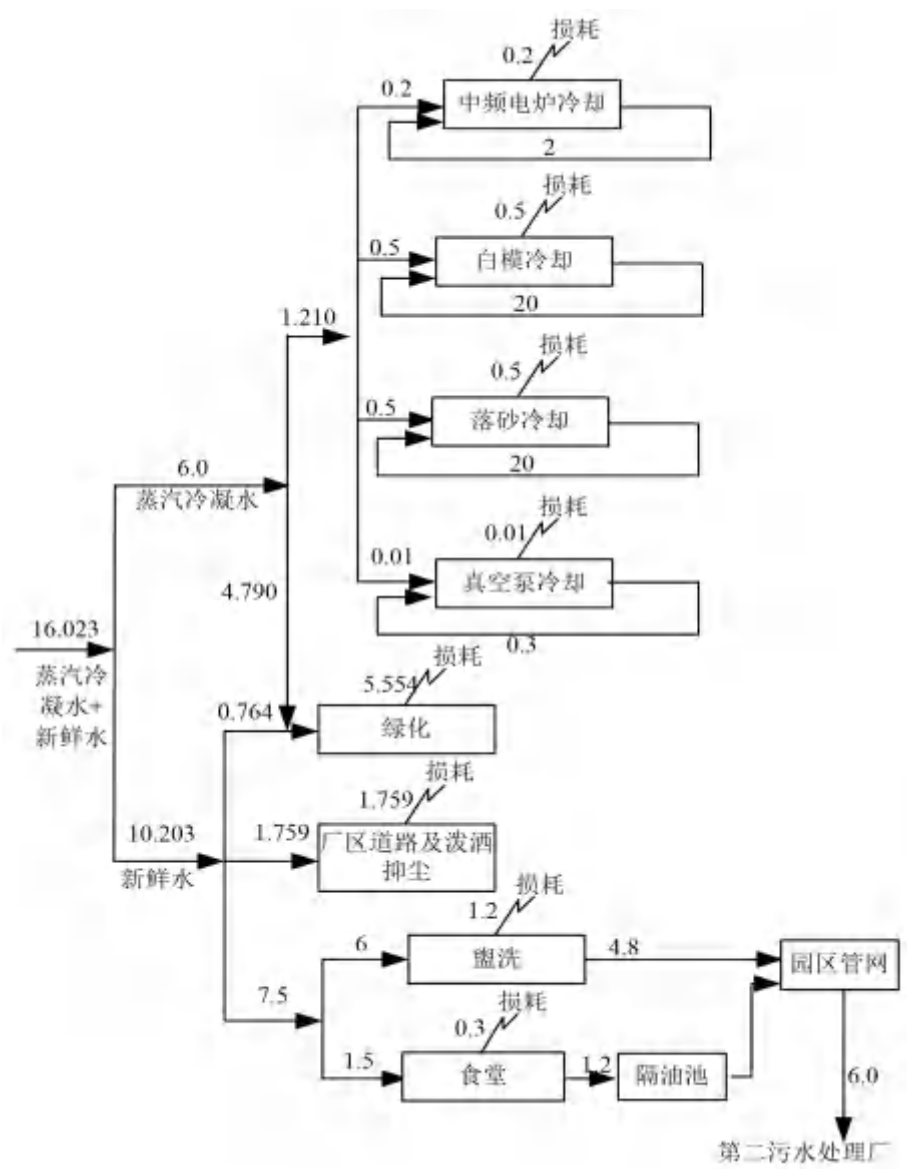 损耗
0.2
0.2
中频电炉冷却
2
损耗
0.5
0.5
白模冷却
20
1.210
损耗
0.5
0.5
落砂冷却
20
6.0
蒸汽冷凝水
损耗
0.01
0.01
真空泵冷却
0.3
4.790
16.023
蒸汽冷
凝水+
新鲜水
损耗
5.554
0.764
绿化
损耗
1.759
10.203
新鲜水
1.759
厂区道路及泼洒
抑尘
损耗
1.2
6
盥洗
4.8
园区管网
7.5
损耗
0.3
1.5
食堂
1.2
隔油池
6.0
第二污水处理厂